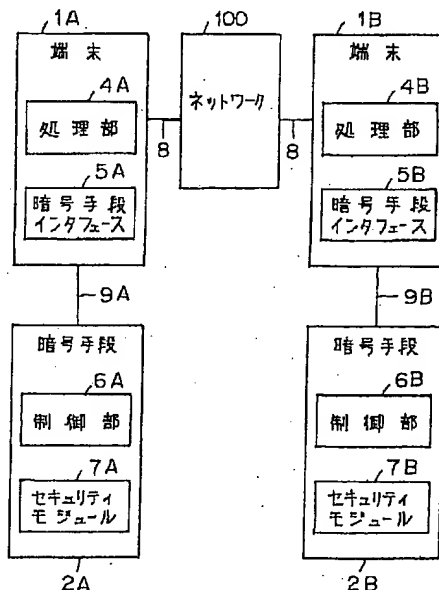 1A
100
1B
端末
ネットワーク
端末
4A
4B
処理部
8
8
処理部
5A
5B
暗号手段
インタフェース
暗号手段
インタフェース
9A
9B
暗号手段
暗号手段
6A
6B
制御部
制御部
7A
7B
セキュリティ
モジュール
セキュリティ
モジュール
2A
2B